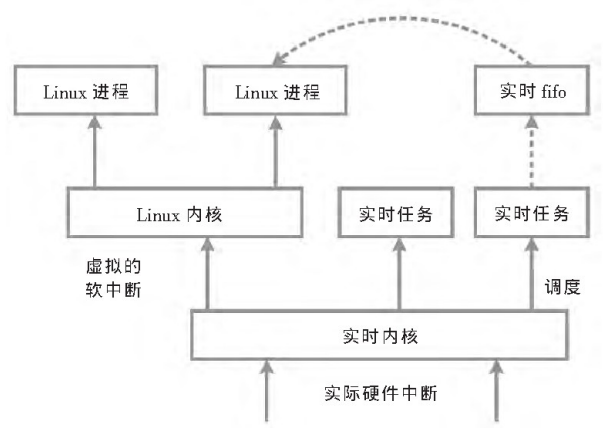 Linux 进程
Linux 进程
实时 fifo
Linux 内核
实时任务
实时任务
虚拟的
软中断
调度
实时内核
实际硬件中断